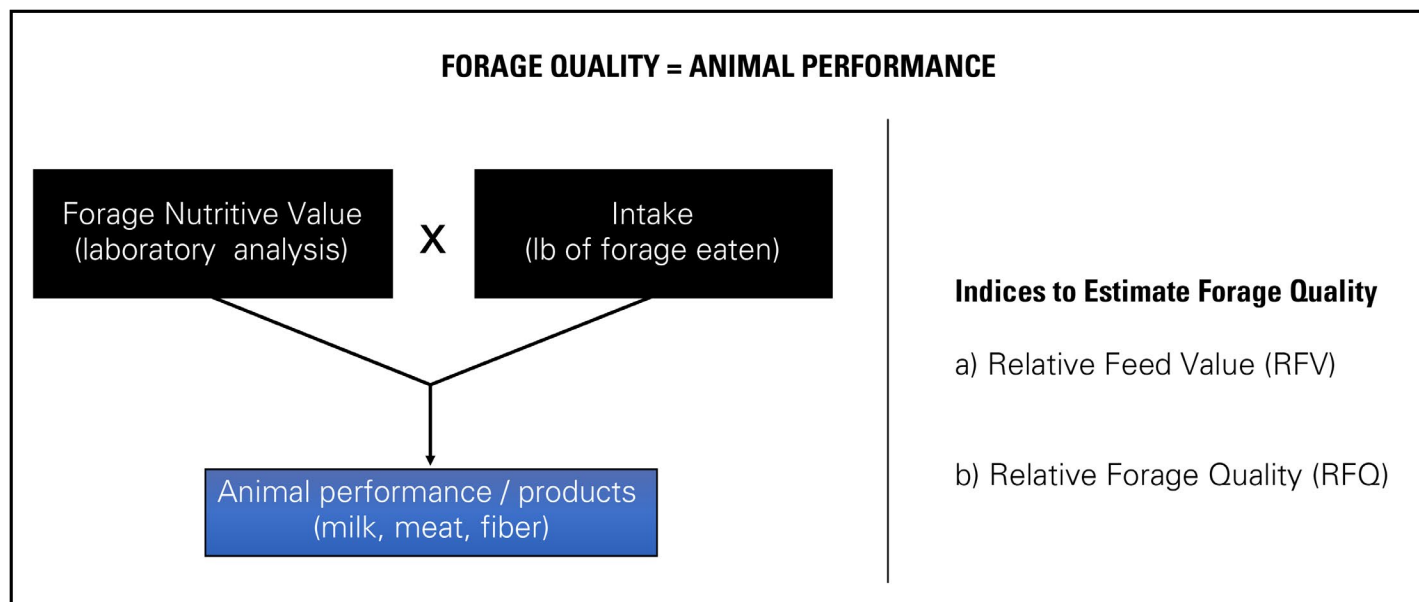 FORAGE QUALITY = ANIMAL PERFORMANCE
Forage Nutritive Value
(laboratory analysis)
X
Intake
(lb of forage eaten)
Animal performance / products
(milk, meat, fiber)
Indices to Estimate Forage Quality
a) Relative Feed Value (RFV)
b) Relative Forage Quality (RFQ)